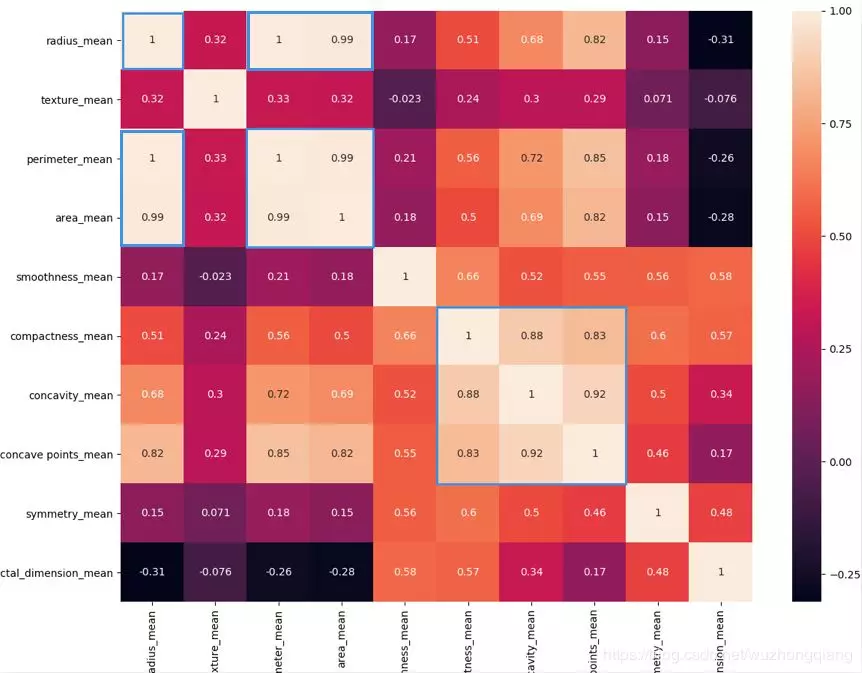 1.00
radius_mean 1 0.32 1 0.99 0.17 0.51 0.68 0.82 0.15 -0.31
texture_mean 0.32 1 0.33 0.32 -0.023 0.24 0.3 0.29 0.071 -0.076
0.75
perimeter_mean 1 0.33 1 0.99 0.21 0.56 0.72 0.85 0.18 -0.26
area_mean 0.99 0.32 0.99 1 0.18 0.5 0.69 0.82 0.15 -0.28
0.50
smoothness_mean 0.17 -0.023 0.21 0.18 1 0.66 0.52 0.55 0.56 0.58
compactness_mean 0.51 0.24 0.56 0.5 0.66 1 0.88 0.83 0.6 0.57
0.25
concavity_mean 0.68 0.3 0.72 0.69 0.52 0.88 1 0.92 0.5 0.34
concave points_mean 0.82 0.29 0.85 0.82 0.55 0.83 0.92 1 0.46 0.17
0.00
symmetry_mean 0.15 0.071 0.18 0.15 0.56 0.6 0.5 0.46 1 0.48
ctal_dimension_mean -0.31 -0.076 -0.26 -0.28 0.58 0.57 0.34 0.17 0.48 1
-0.25
adius_mean
xture_mean
meter_mean
area_mean
nness_mean
tness_mean
cavity_mean
points_mean
metry_mean
nsion_mean
https://blog.csdn.net/wuzhongqiang